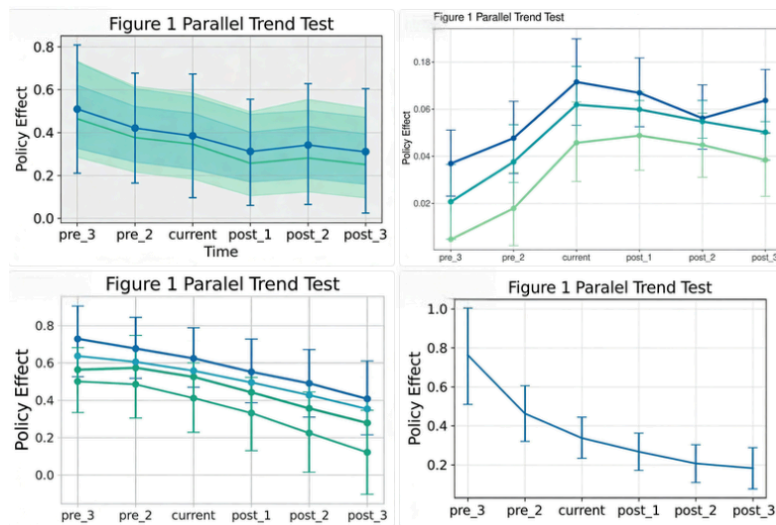 Figure 1 Parallel Trend Test
Policy Effect
0.8
0.6
0.4
0.2
0.0
pre_3 pre_2 current post_1 post_2 post_3
Time
Figure 1 Parallel Trend Test
Policy Effect
0.18
0.06
0.04
0.02
pre_3 pre_2 current post_1 post_2 post_3
Figure 1 Paralel Trend Test
Policy Effect
0.8
0.6
0.4
0.2
0.0
pre_3 pre_2 current post_1 post_2 post_3
Figure 1 Paralel Trend Test
Policy Effect
1.0
0.8
0.6
0.4
0.2
pre_3 pre_2 current post_1 post_2 post_3